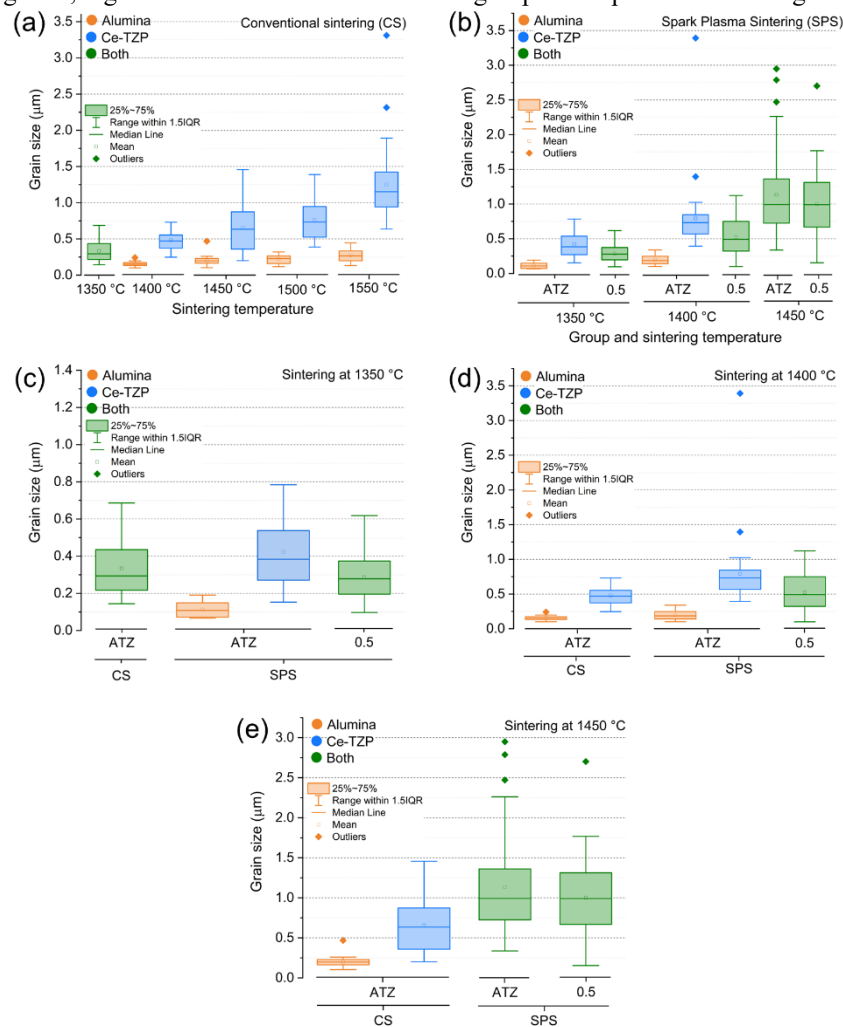 (a)
Alumina
Conventional sintering (CS)
Ce-TZP
Both
25%~75%
Range within 1.5IQR
Median Line
Mean
Outliers
Grain size (μm)
3.5
3.0
2.5
2.0
1.5
1.0
0.5
0.0
1350 °C
1400 °C
1450 °C
1500 °C
1550 °C
Sintering temperature
(b)
Alumina
Spark Plasma Sintering (SPS)
Ce-TZP
Both
25%~75%
Range within 1.5IQR
Median Line
Mean
Outliers
Grain size (μm)
3.5
3.0
2.5
2.0
1.5
1.0
0.5
0.0
ATZ 0.5 ATZ 0.5 ATZ 0.5
1350 °C 1400 °C 1450 °C
Group and sintering temperature
(c)
Alumina
Sintering at 1350 °C
Ce-TZP
Both
25%~75%
Range within 1.5IQR
Median Line
Mean
Outliers
Grain size (μm)
1.4
1.2
1.0
0.8
0.6
0.4
0.2
0.0
ATZ ATZ 0.5
CS SPS
(d)
Alumina
Sintering at 1400 °C
Ce-TZP
Both
25%~75%
Range within 1.5IQR
Median Line
Mean
Outliers
Grain size (μm)
3.5
3.0
2.5
2.0
1.5
1.0
0.5
0.0
ATZ ATZ 0.5
CS SPS
(e)
Alumina
Sintering at 1450 °C
Ce-TZP
Both
25%~75%
Range within 1.5IQR
Median Line
Mean
Outliers
Grain size (μm)
3.0
2.5
2.0
1.5
1.0
0.5
0.0
ATZ ATZ 0.5
CS SPS